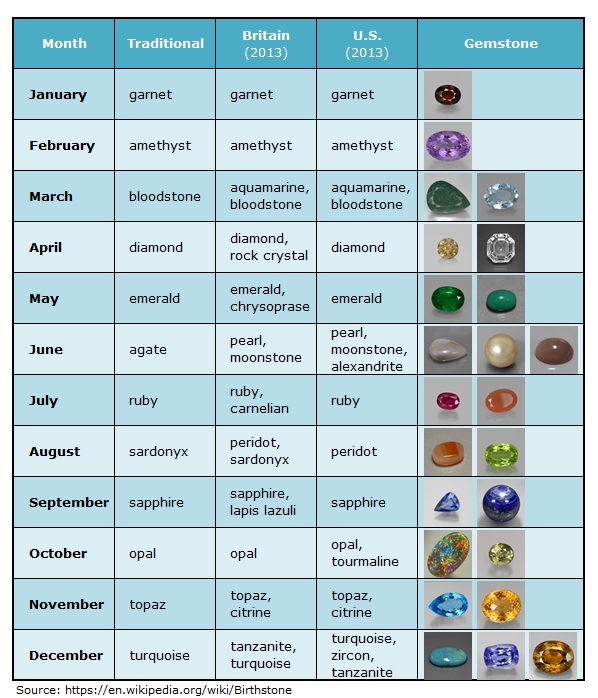 Month Traditional Britain (2013) U.S. (2013) Gemstone
January garnet garnet garnet
February amethyst amethyst amethyst
March bloodstone aquamarine, bloodstone aquamarine, bloodstone
April diamond diamond, rock crystal diamond
May emerald emerald, chrysoprase emerald
June agate pearl, moonstone pearl, moonstone, alexandrite
July ruby ruby, carnelian ruby
August sardonyx peridot, sardonyx peridot
September sapphire sapphire, lapis lazuli sapphire
October opal opal opal, tourmaline
November topaz topaz, citrine topaz, citrine
December turquoise tanzanite, turquoise turquoise, zircon, tanzanite
Source: https://en.wikipedia.org/wiki/Birthstone